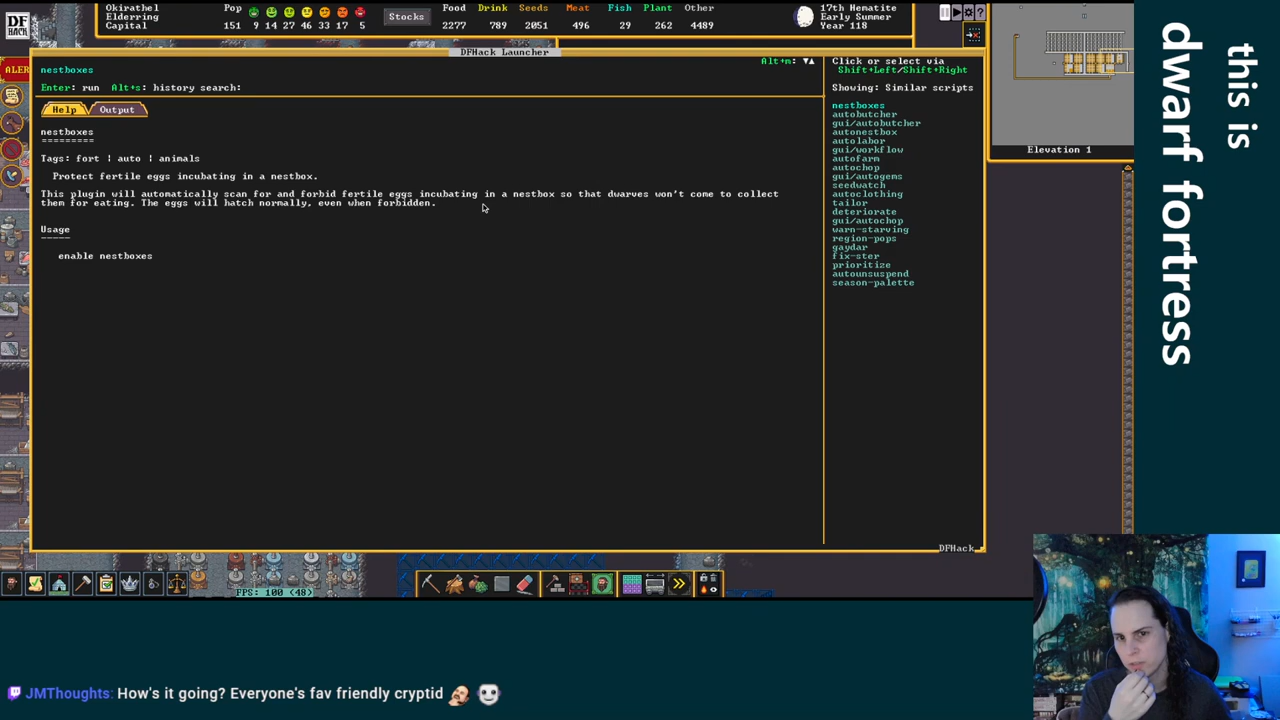 DF
HACK
Okirathel
Elderring
Capital
Pop
151 9 14 27 46 33 17 5
Stocks
Food Drink Seeds Meat Fish Plant Other
2277 789 2051 496 29 262 4489
17th Hematite
Early Summer
Year 118
ALER
DFHack Launcher
nestboxes
Alt+m: ▼▲
Enter: run Alt+s: history search:
Help Output
nestboxes
=========
Tags: fort | auto | animals
Protect fertile eggs incubating in a nestbox.
This plugin will automatically scan for and forbid fertile eggs incubating in a nestbox so that dwarves won't come to collect
them for eating. The eggs will hatch normally, even when forbidden.
Usage
-----
enable nestboxes
Click or select via
Shift+Left/Shift+Right
Showing: Similar scripts
nestboxes
autobutcher
gui/autobutcher
autonestbox
autolabor
gui/workflow
autofarm
autochop
gui/autogems
seedwatch
autoclothing
tailor
deteriorate
gui/autochop
warn-starving
region-pops
gaydar
fix-ster
prioritize
autounsuspend
season-palette
DFHack
Elevation 1
this is
dwarf fortress
FPS: 100 (48)
JMThoughts: How's it going? Everyone's fav friendly cryptid